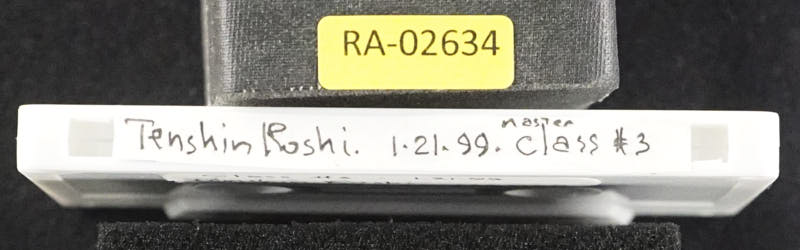 RA-02634
master
Tenshin Roshi. 1.21.99. class #3